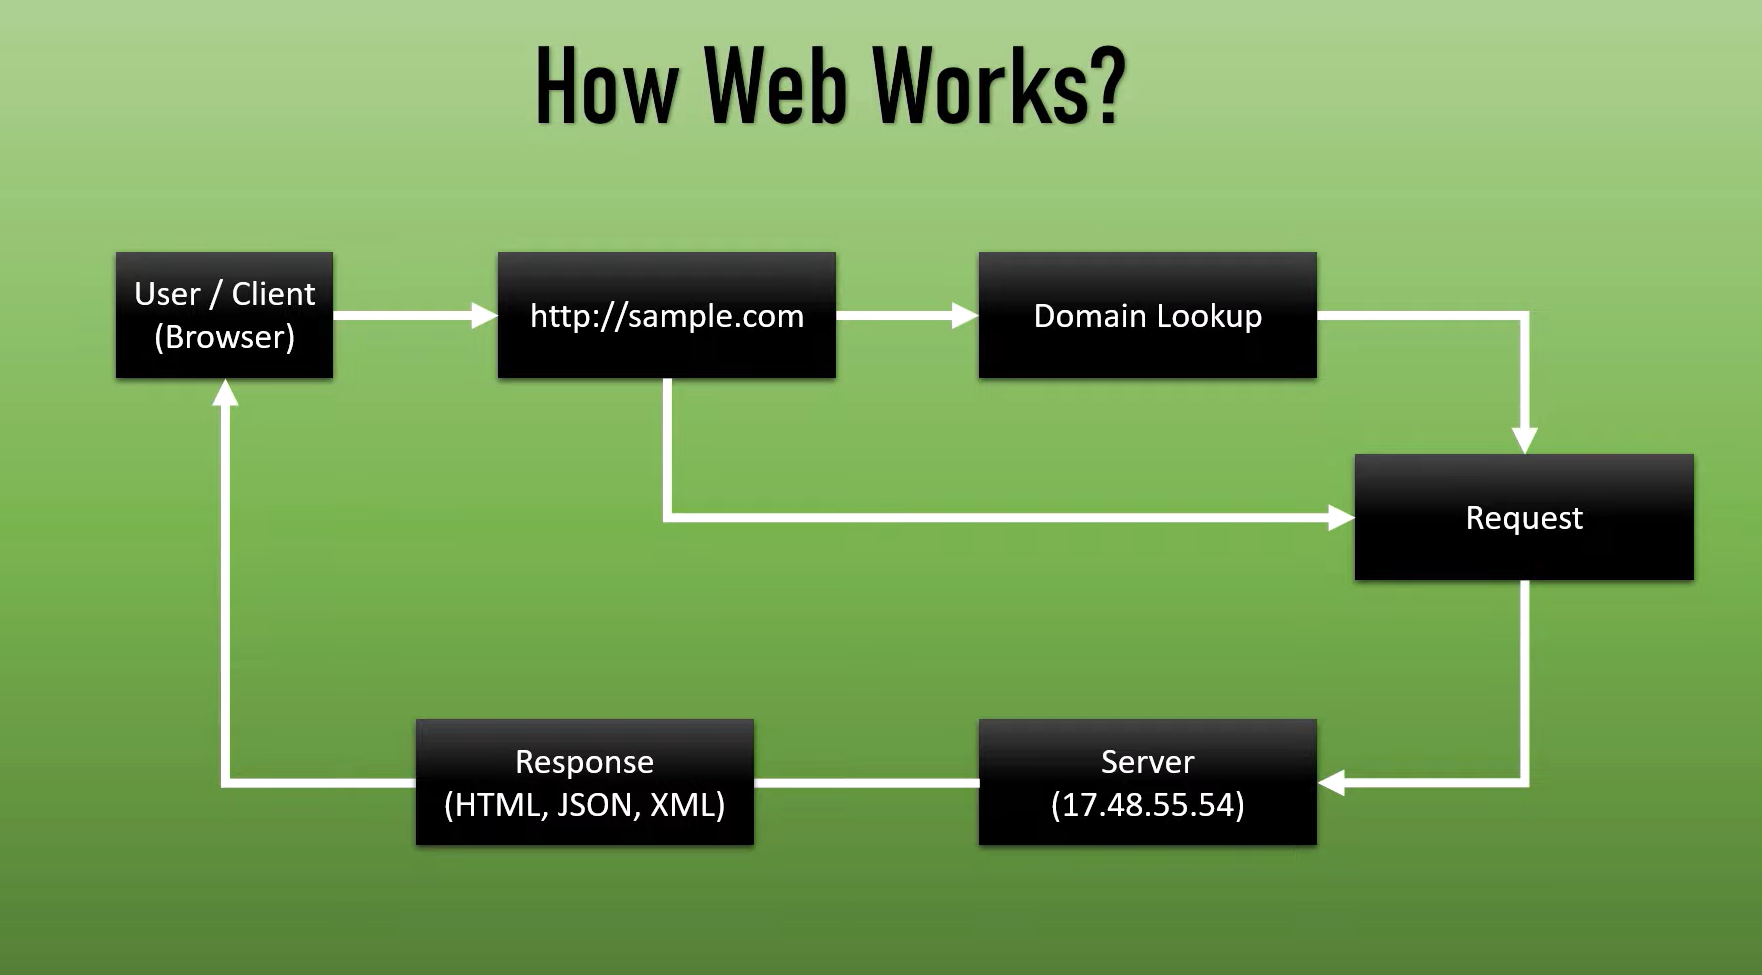 How Web Works?
User / Client
(Browser)
http://sample.com
Domain Lookup
Request
Response
(HTML, JSON, XML)
Server
(17.48.55.54)